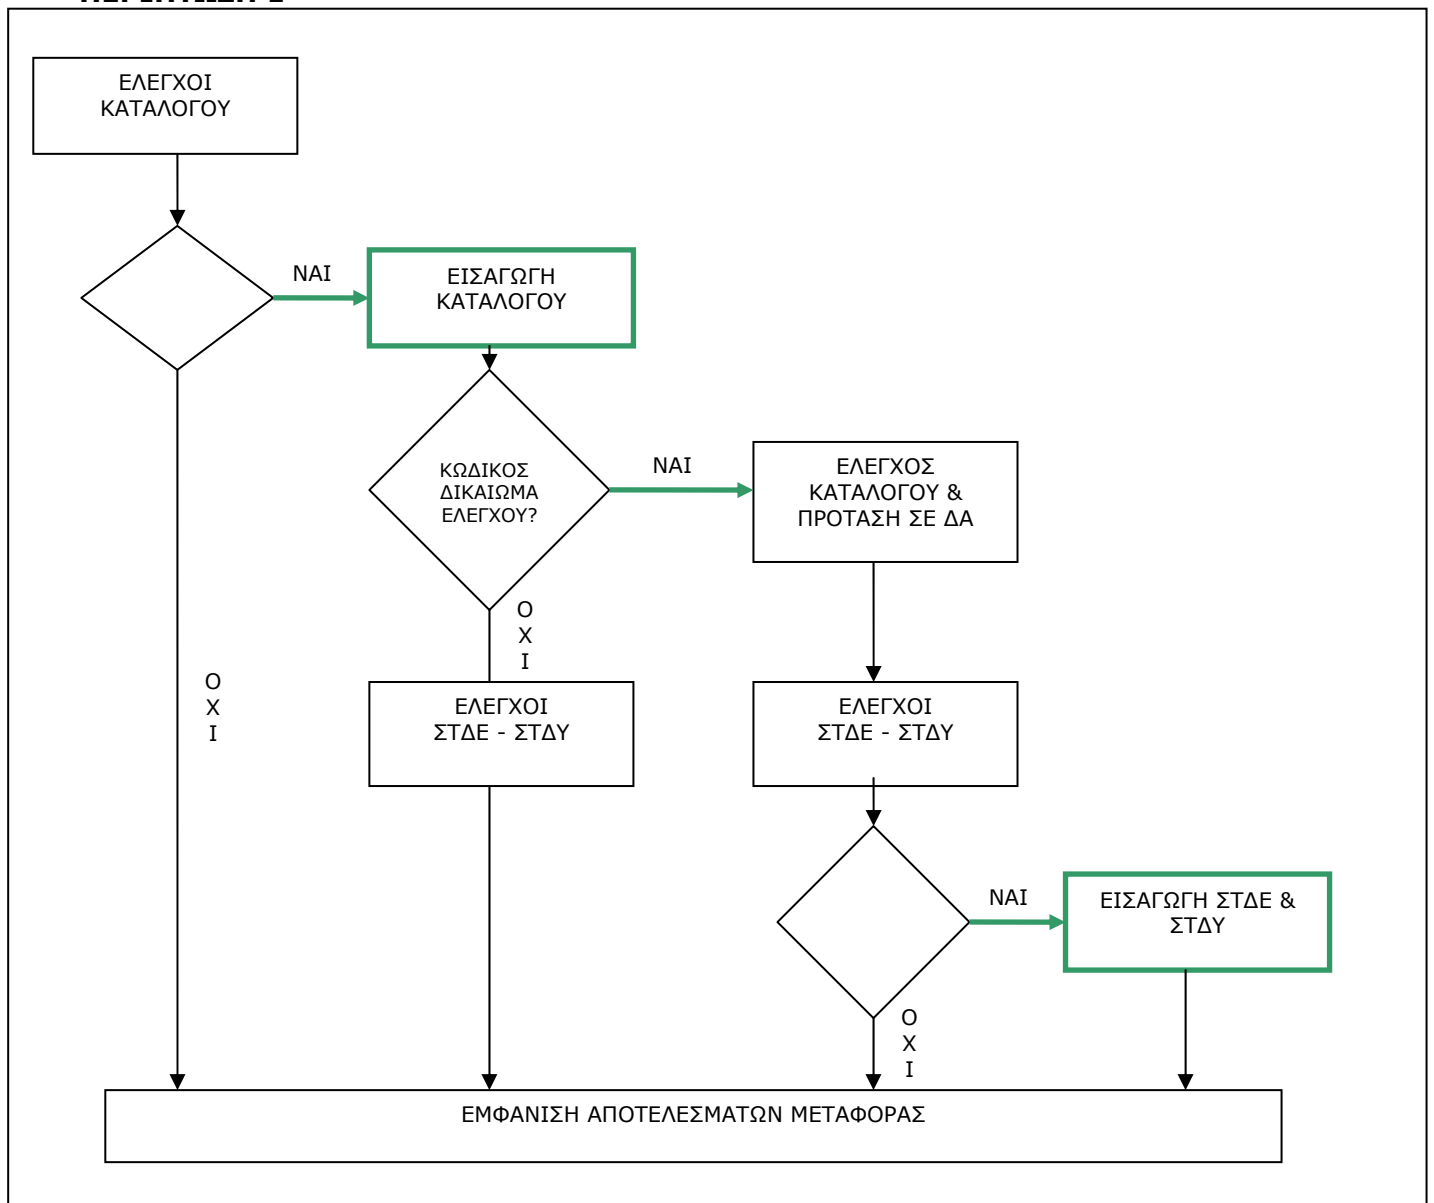 ΕΛΕΓΧΟΙ
ΚΑΤΑΛΟΓΟΥ
ΝΑΙ
ΕΙΣΑΓΩΓΗ
ΚΑΤΑΛΟΓΟΥ
ΚΩΔΙΚΟΣ
ΔΙΚΑΙΩΜΑ
ΕΛΕΓΧΟΥ?
ΝΑΙ
ΕΛΕΓΧΟΣ
ΚΑΤΑΛΟΓΟΥ &
ΠΡΟΤΑΣΗ ΣΕ ΔΑ
Ο
Χ
Ι
Ο
Χ
Ι
ΕΛΕΓΧΟΙ
ΣΤΔΕ - ΣΤΔΥ
ΕΛΕΓΧΟΙ
ΣΤΔΕ - ΣΤΔΥ
ΝΑΙ
ΕΙΣΑΓΩΓΗ ΣΤΔΕ &
ΣΤΔΥ
Ο
Χ
Ι
ΕΜΦΑΝΙΣΗ ΑΠΟΤΕΛΕΣΜΑΤΩΝ ΜΕΤΑΦΟΡΑΣ